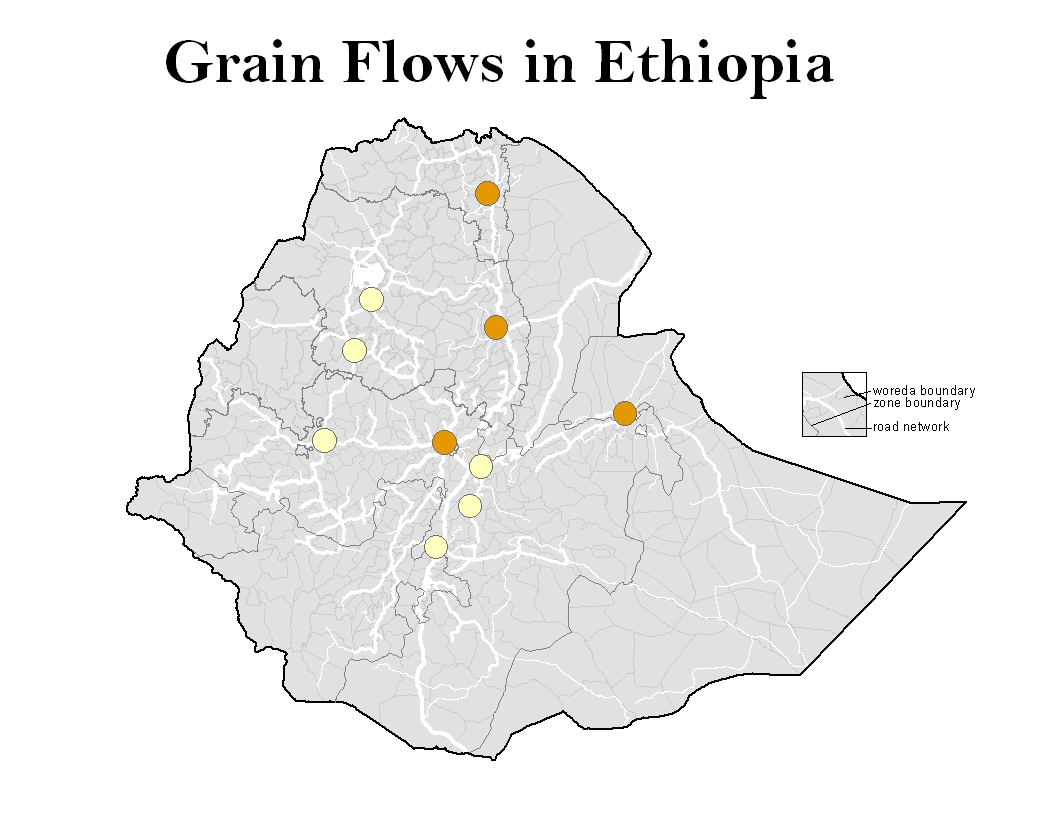 Grain Flows in Ethiopia
woreda boundary
zone boundary
road network